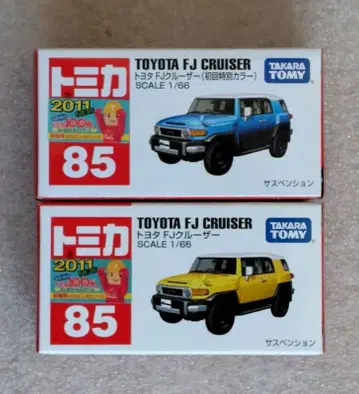 トミカ
2011
85
TOYOTA FJ CRUISER
トヨタ FJクルーザー(初回特別カラー)
SCALE 1/66
TAKARA
TOMY
サスペンション
トミカ
2011
85
TOYOTA FJ CRUISER
トヨタ FJクルーザー
SCALE 1/66
TAKARA
TOMY
サスペンション